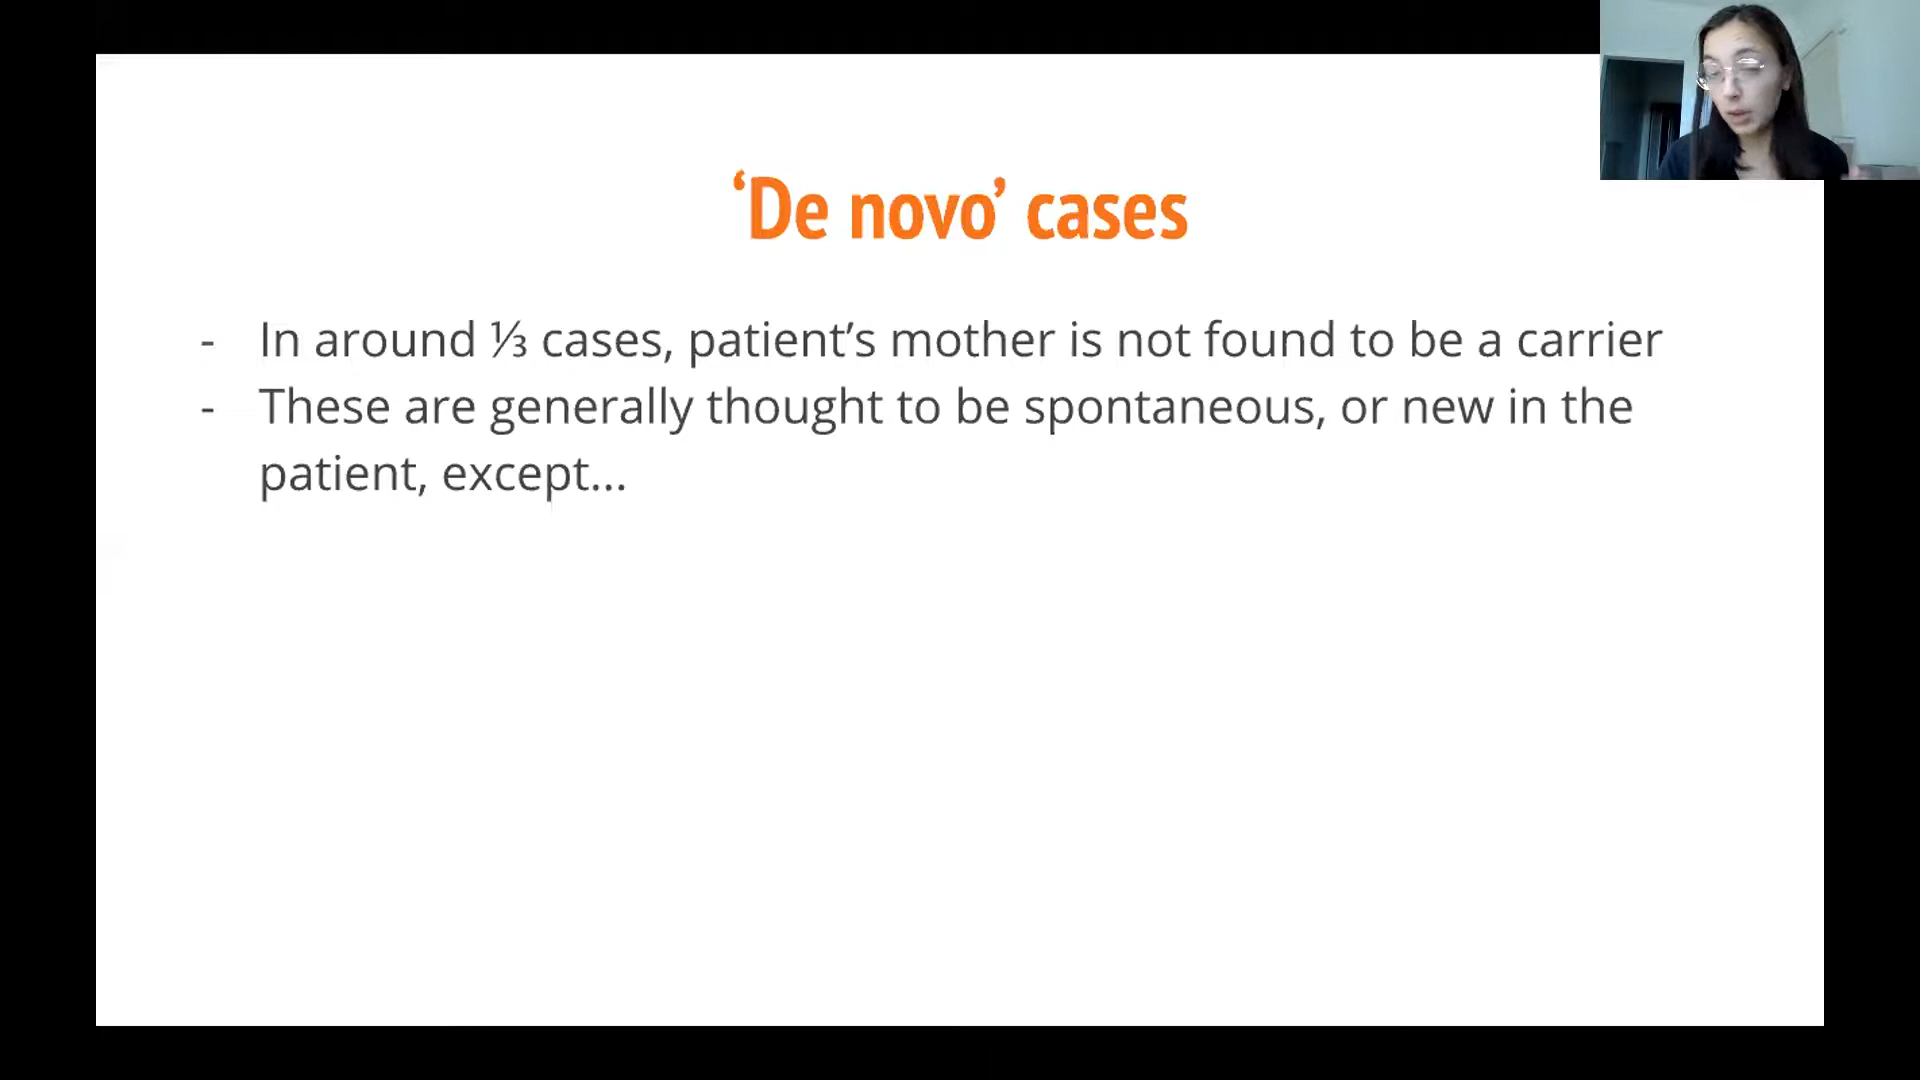 ‘De novo’ cases
- In around ⅓ cases, patient’s mother is not found to be a carrier
- These are generally thought to be spontaneous, or new in the
patient, except...